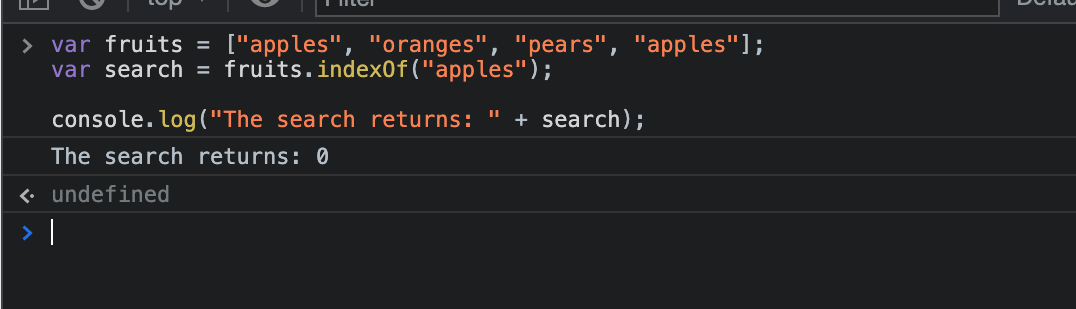 top
Filter
> var fruits = ["apples", "oranges", "pears", "apples"];
var search = fruits.indexOf("apples");
console.log("The search returns: " + search);
The search returns: 0
undefined
>